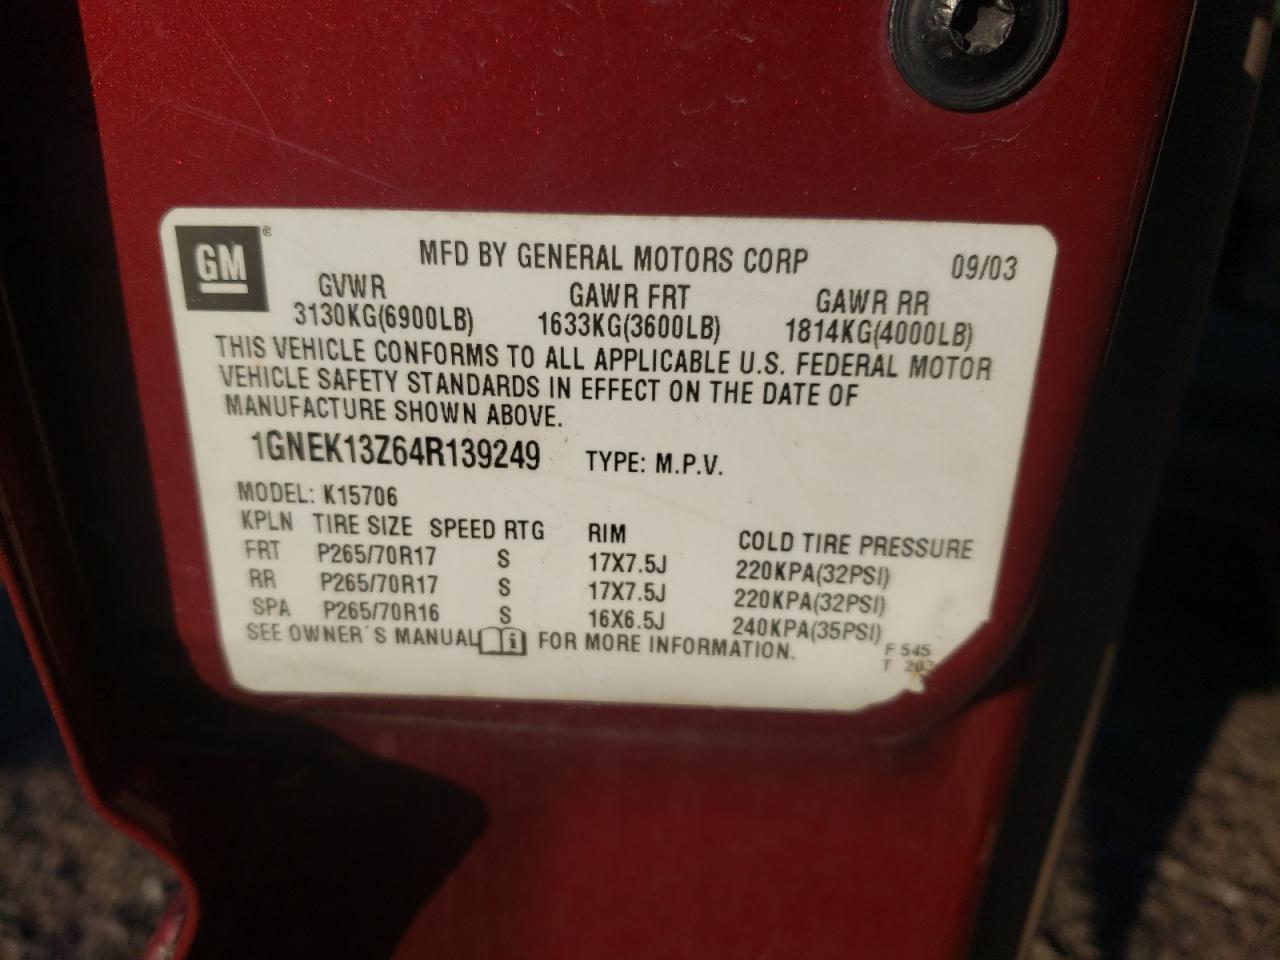 GM®
MFD BY GENERAL MOTORS CORP 09/03
GVWR GAWR FRT GAWR RR
3130KG(6900LB) 1633KG(3600LB) 1814KG(4000LB)
THIS VEHICLE CONFORMS TO ALL APPLICABLE U.S. FEDERAL MOTOR
VEHICLE SAFETY STANDARDS IN EFFECT ON THE DATE OF
MANUFACTURE SHOWN ABOVE.
1GNEK13Z64R139249 TYPE: M.P.V.
MODEL: K15706
KPLN TIRE SIZE SPEED RTG RIM COLD TIRE PRESSURE
FRT P265/70R17 S 17X7.5J 220KPA(32PSI)
RR P265/70R17 S 17X7.5J 220KPA(32PSI)
SPA P265/70R16 S 16X6.5J 240KPA(35PSI)
SEE OWNER'S MANUAL i FOR MORE INFORMATION.
F 545
T